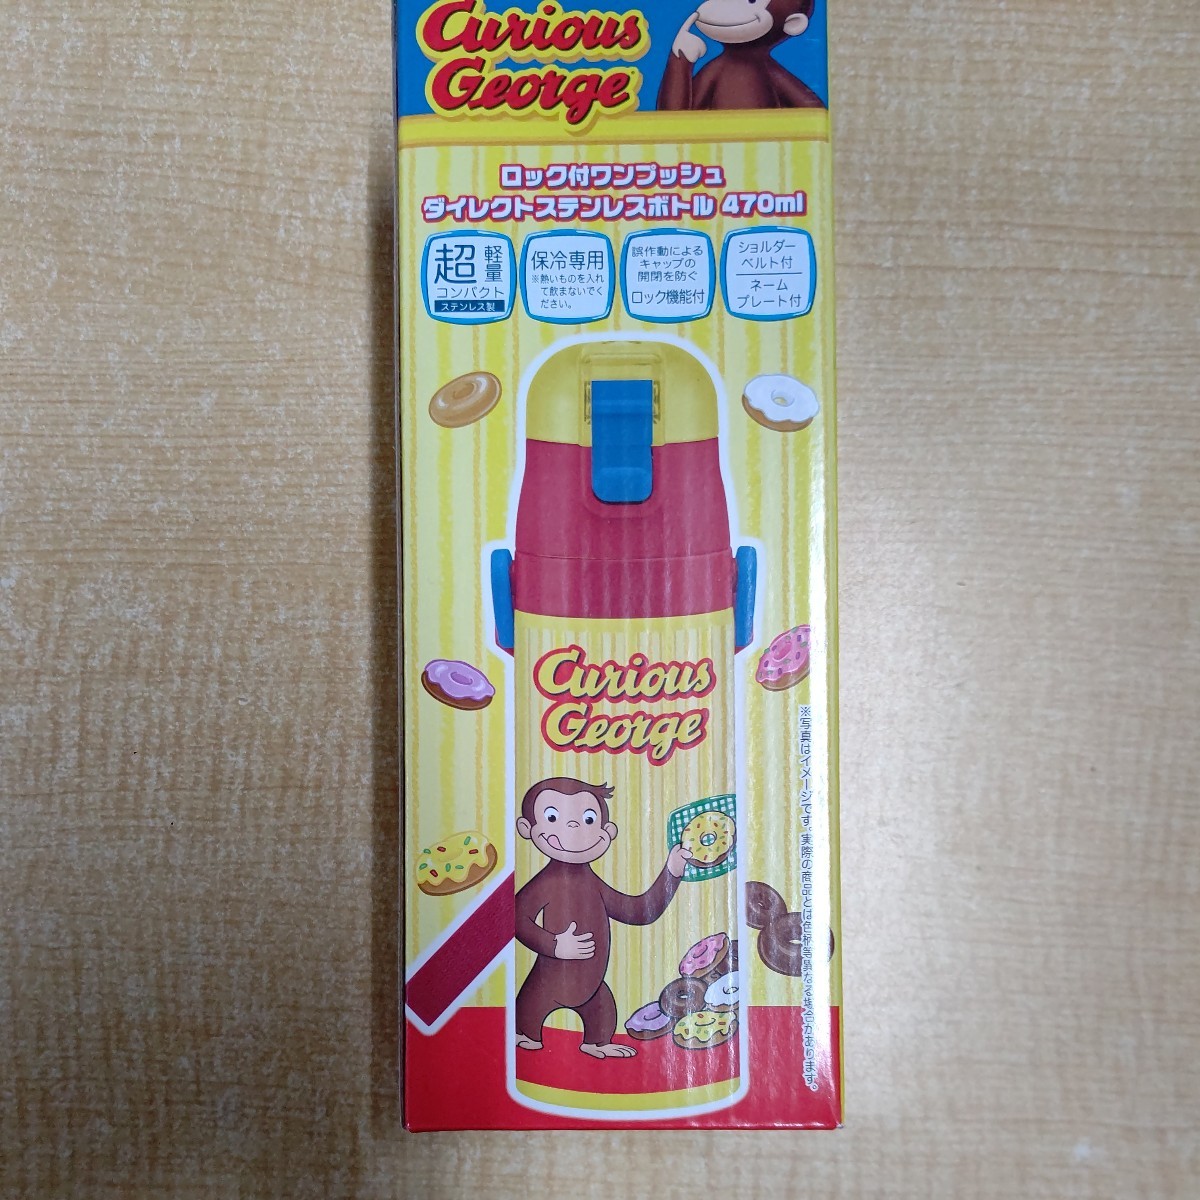 Curious
George
ロック付ワンプッシュ
ダイレクトステンレスボトル 470ml
超軽量
コンパクト
ステンレス製
保冷専用
※熱いものを入れ
て飲まないでく
ださい。
誤作動による
キャップの
開閉を防ぐ
ロック機能付
ショルダー
ベルト付
ネーム
プレート付
Curious
George
※写真はイメージです。実際の商品とは色柄等異なる場合があります。